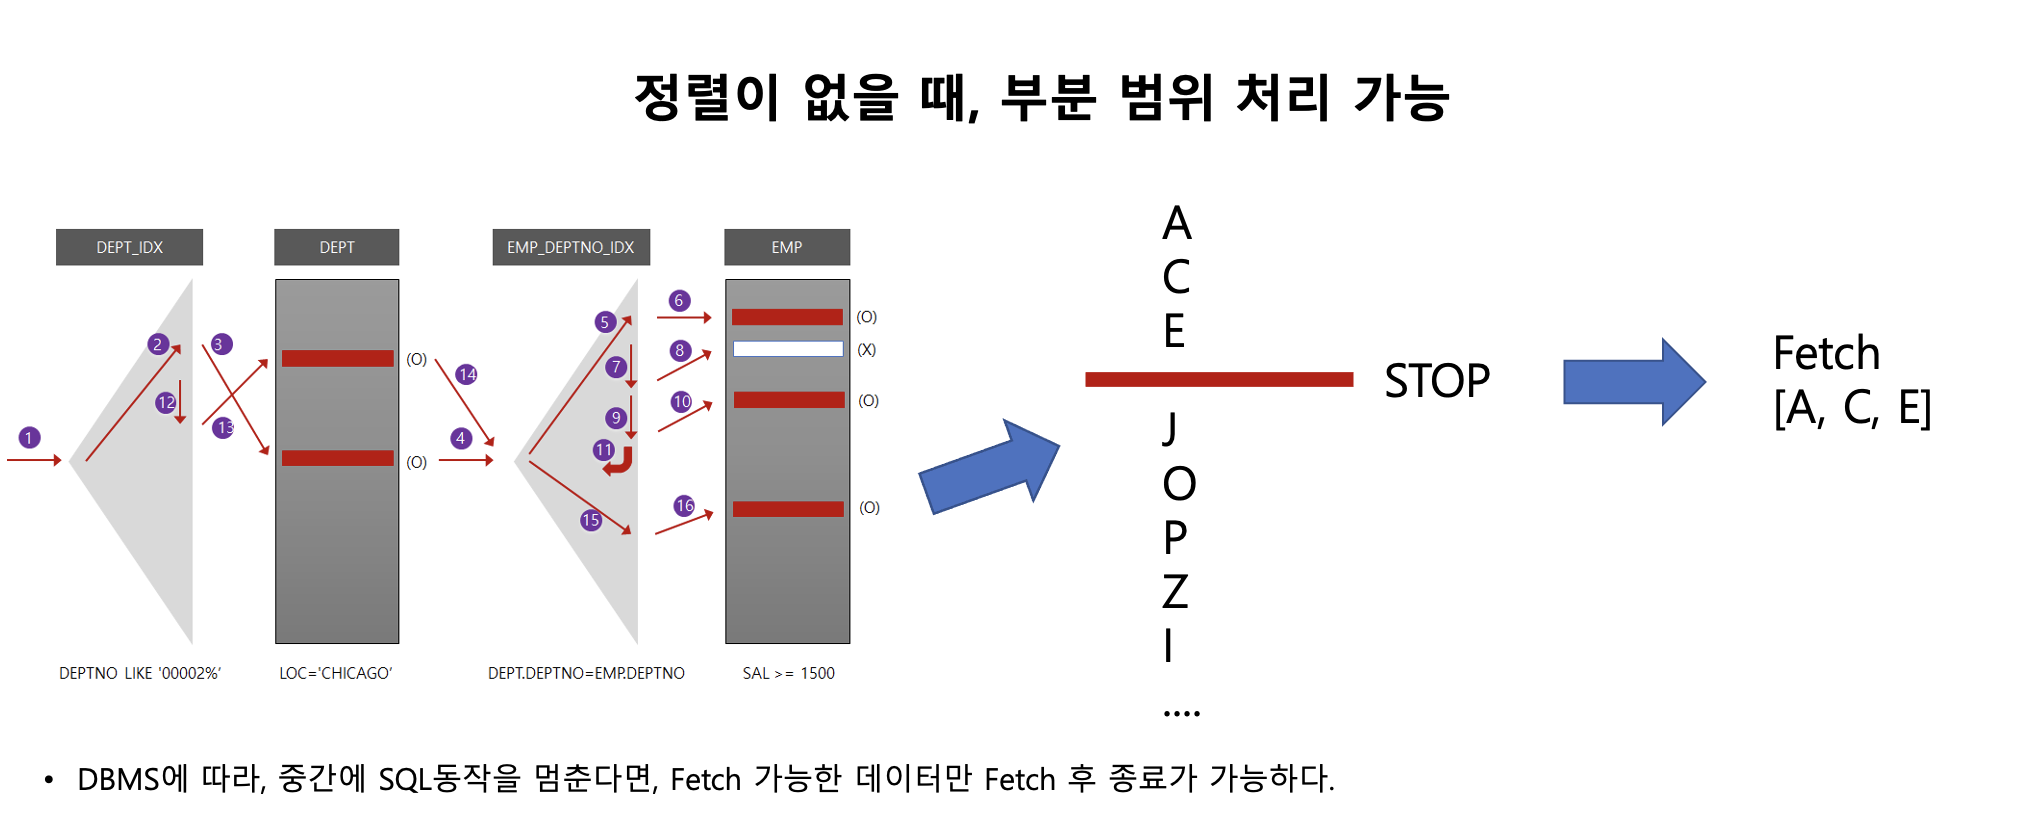 정렬이 없을 때, 부분 범위 처리 가능
DEPT_IDX
DEPT
EMP_DEPTNO_IDX
EMP
1
2
3
12
13
(O)
(O)
14
4
5
7
9
11
15
6
8
10
16
(O)
(X)
(O)
(O)
DEPTNO LIKE '00002%'
LOC='CHICAGO'
DEPT.DEPTNO=EMP.DEPTNO
SAL >= 1500
A
C
E
STOP
J
O
P
Z
I
....
Fetch
[A, C, E]
• DBMS에 따라, 중간에 SQL동작을 멈춘다면, Fetch 가능한 데이터만 Fetch 후 종료가 가능하다.